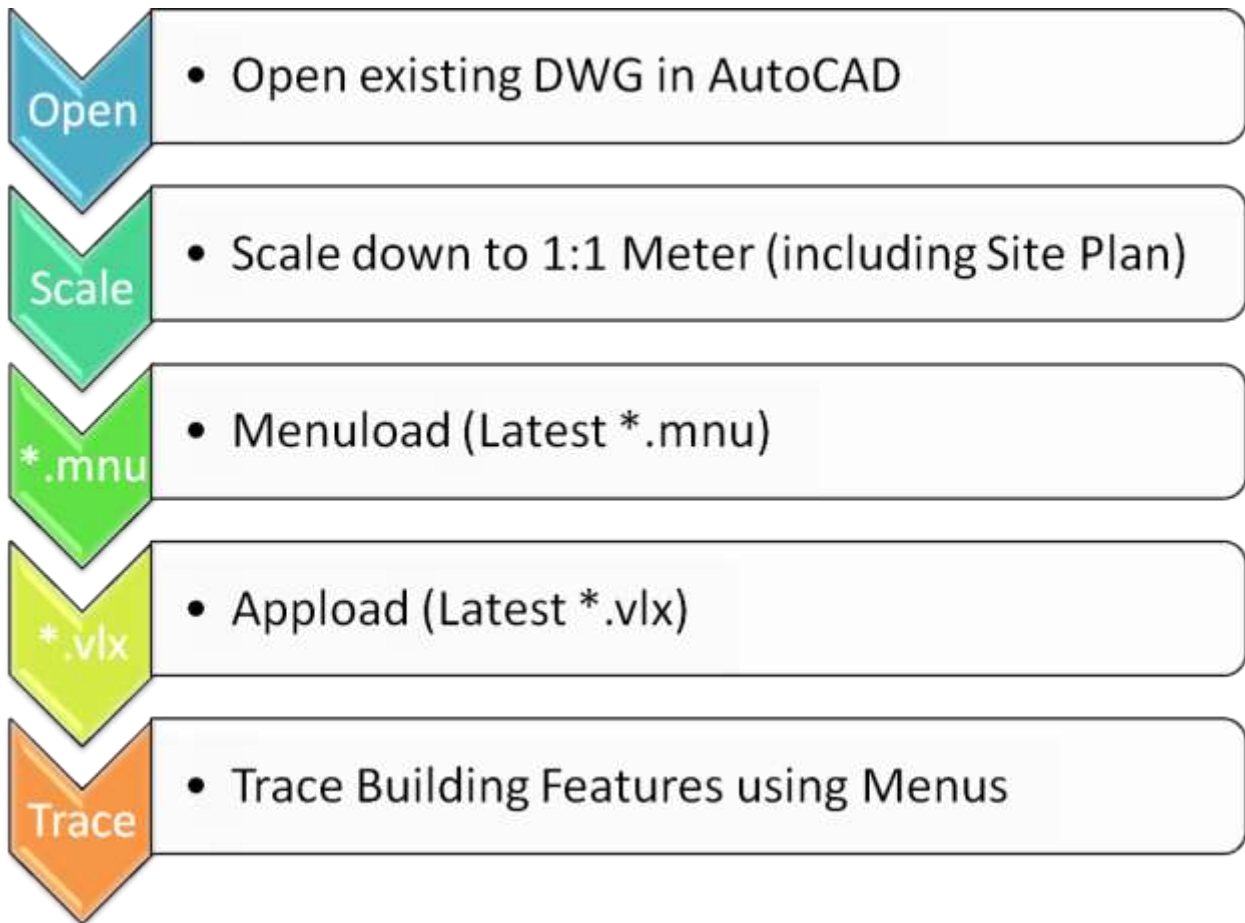 Open
• Open existing DWG in AutoCAD
Scale
• Scale down to 1:1 Meter (including Site Plan)
*.mnu
• Menuload (Latest *.mnu)
*.vlx
• Appload (Latest *.vlx)
Trace
• Trace Building Features using Menus